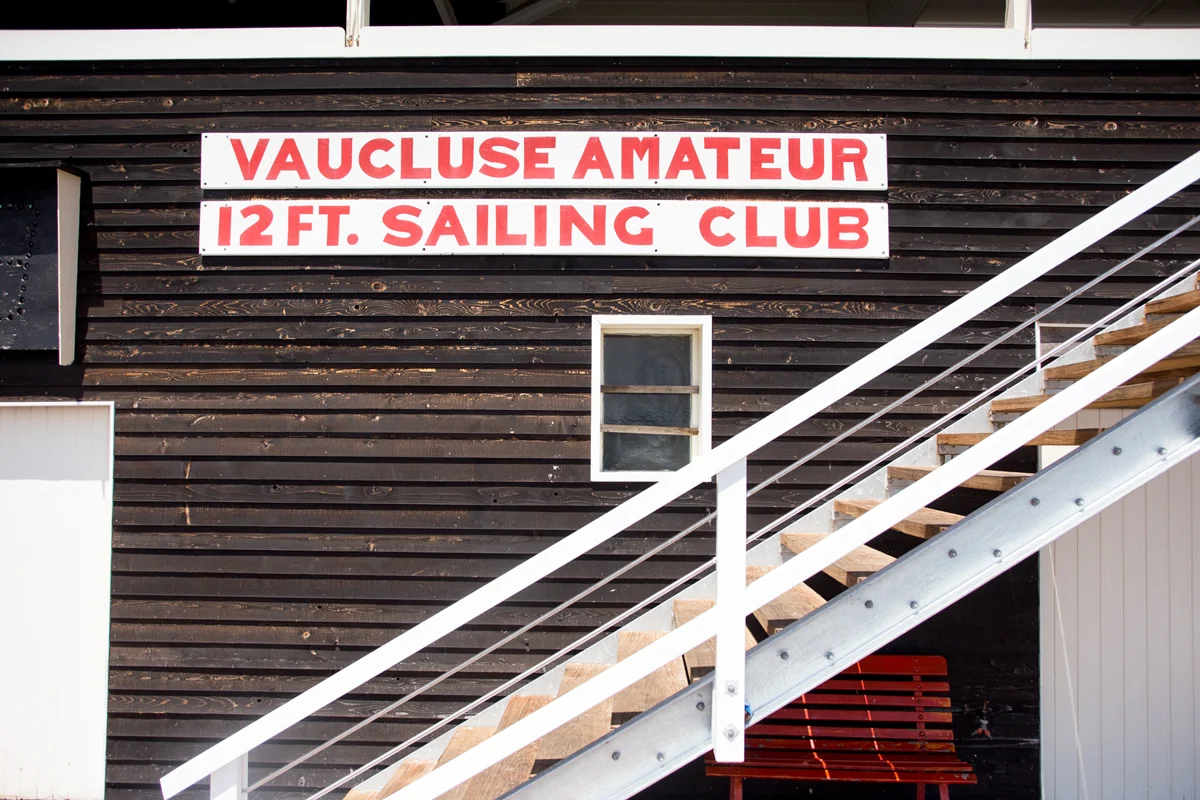 VAUCLUSE AMATEUR
12FT. SAILING CLUB